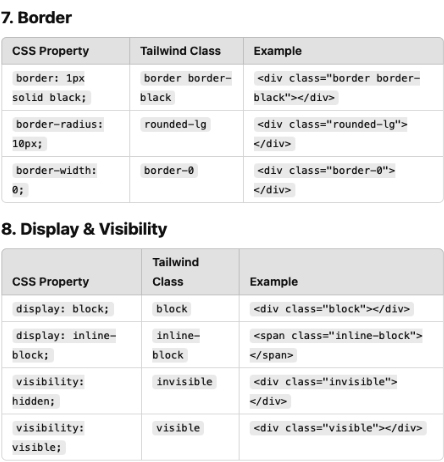 7. Border
CSS Property Tailwind Class Example
border: 1px border border- <div class="border border-
solid black; black black"></div>
border-radius: rounded-lg <div class="rounded-lg">
10px; </div>
border-width: border-0 <div class="border-0">
0; </div>
8. Display & Visibility
Tailwind
CSS Property Class Example
display: block; block <div class="block"></div>
display: inline- inline- <span class="inline-block">
block; block </span>
visibility: invisible <div class="invisible">
hidden; </div>
visibility: visible <div class="visible"></div>
visible;